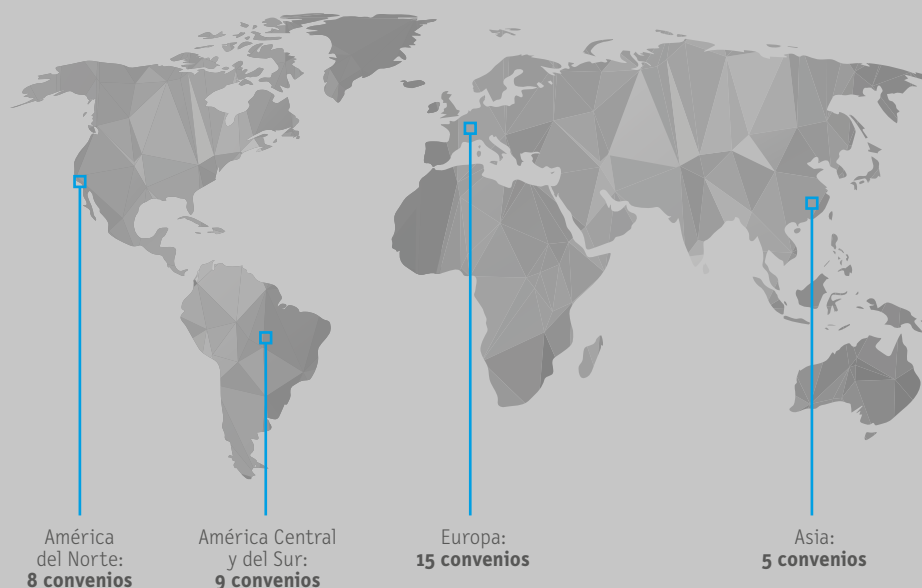 América
del Norte:
8 convenios
América Central
y del Sur:
9 convenios
Europa:
15 convenios
Asia:
5 convenios